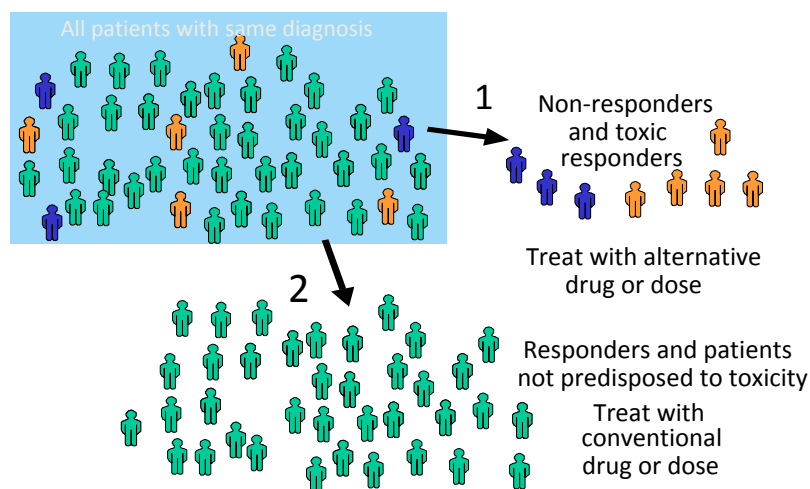 All patients with same diagnosis
1
Non-responders
and toxic
responders
Treat with alternative
drug or dose
2
Responders and patients
not predisposed to toxicity
Treat with
conventional
drug or dose